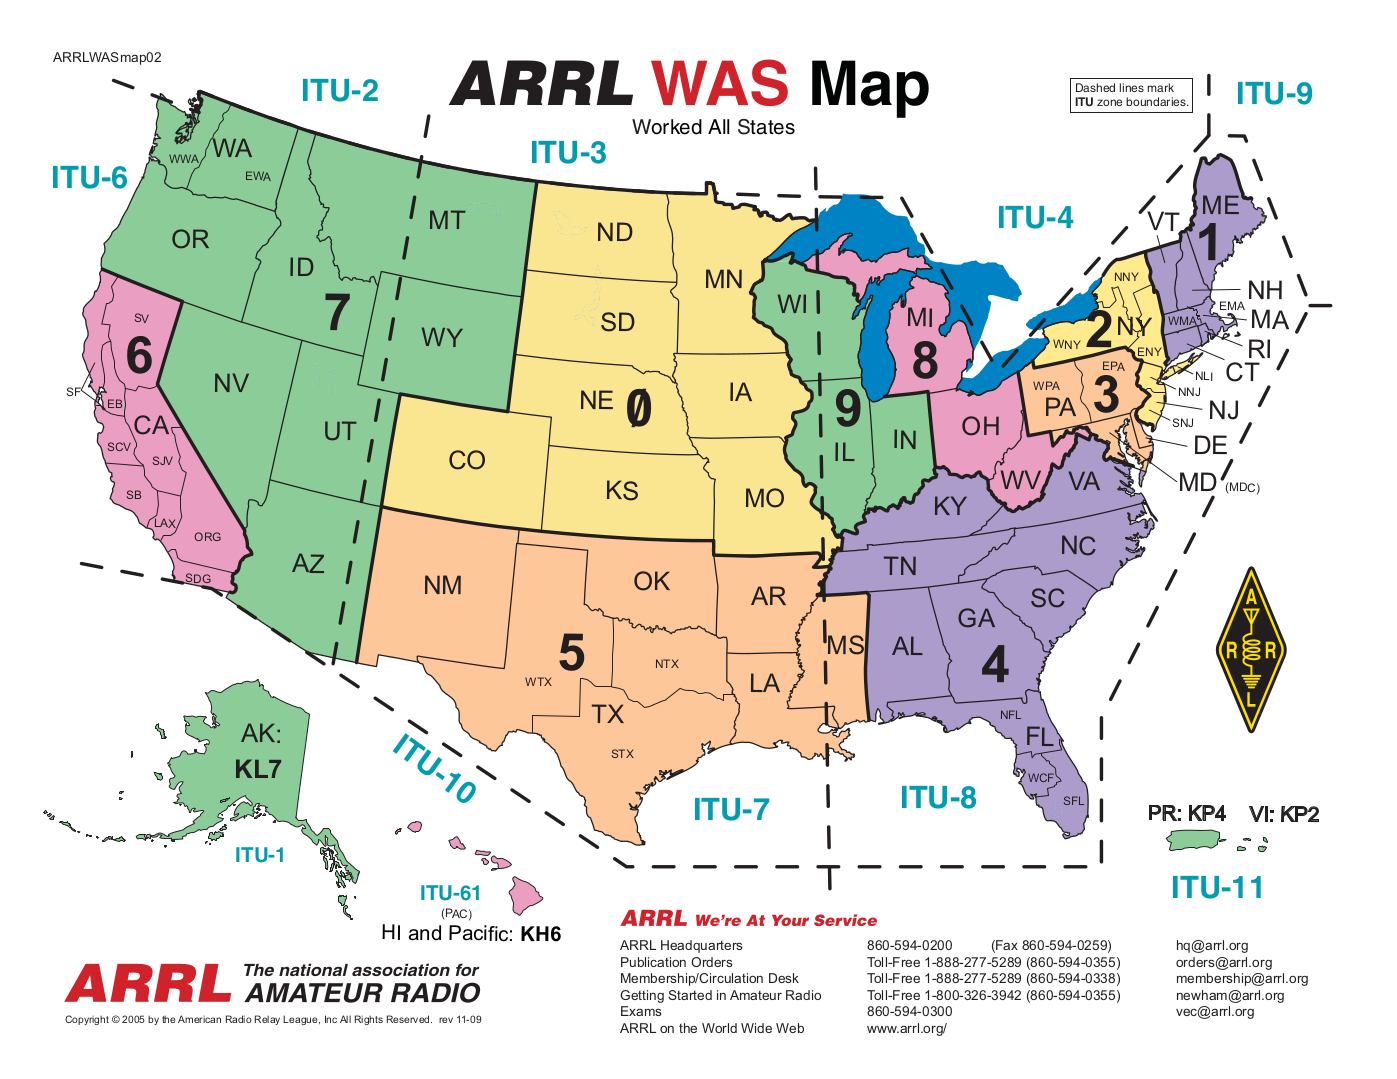 ARRLWASmap02
ARRL WAS Map
Worked All States
Dashed lines mark
ITU zone boundaries.
ITU-2
ITU-3
ITU-9
ITU-6
ITU-4
WWA
WA
EWA
MT
ND
MN
ME
VT
1
OR
ID
7
SD
WI
MI
8
NNY
NH
EMA
MA
WMA
2
NY
WNY
ENY
RI
CT
NLI
SV
6
WY
NV
UT
NE
Ø
IA
9
IL
IN
OH
WPA
EPA
PA
3
NNJ
NJ
SNJ
DE
MD (MDC)
SF
EB
CA
SCV
SJV
SB
LAX
ORG
SDG
CO
KS
MO
WV
VA
KY
AZ
NM
OK
AR
TN
NC
SC
GA
4
AL
MS
5
WTX
NTX
TX
STX
LA
NFL
FL
WCF
SFL
A
R R
L
AK:
KL7
ITU-1
ITU-10
ITU-7
ITU-8
PR: KP4
VI: KP2
ITU-11
ITU-61
(PAC)
HI and Pacific: KH6
ARRL The national association for
AMATEUR RADIO
Copyright © 2005 by the American Radio Relay League, Inc All Rights Reserved. rev 11-09
ARRL We're At Your Service
ARRL Headquarters 860-594-0200 (Fax 860-594-0259) hq@arrl.org
Publication Orders Toll-Free 1-888-277-5289 (860-594-0355) orders@arrl.org
Membership/Circulation Desk Toll-Free 1-888-277-5289 (860-594-0338) membership@arrl.org
Getting Started in Amateur Radio Toll-Free 1-800-326-3942 (860-594-0355) newham@arrl.org
Exams 860-594-0300 vec@arrl.org
ARRL on the World Wide Web www.arrl.org/